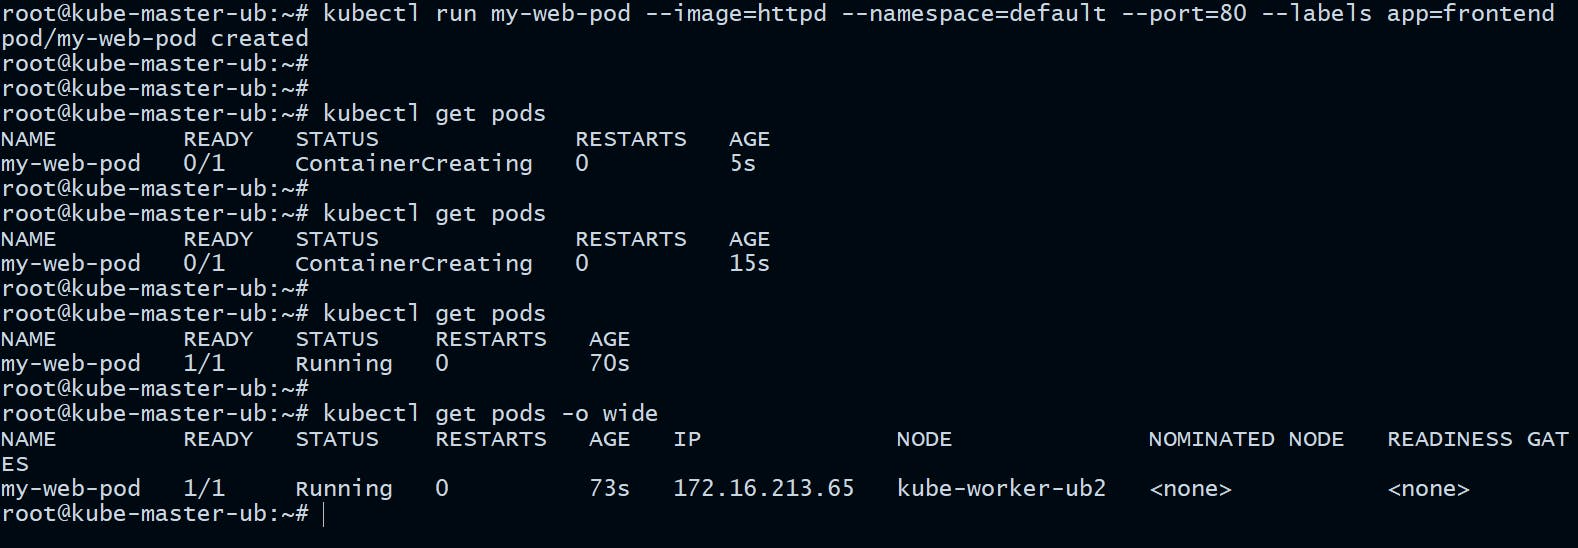 root@kube-master-ub:~# kubectl run my-web-pod --image=httpd --namespace=default --port=80 --labels app=frontend
pod/my-web-pod created
root@kube-master-ub:~#
root@kube-master-ub:~#
root@kube-master-ub:~# kubectl get pods
NAME         READY   STATUS              RESTARTS   AGE
my-web-pod   0/1     ContainerCreating   0          5s
root@kube-master-ub:~#
root@kube-master-ub:~# kubectl get pods
NAME         READY   STATUS              RESTARTS   AGE
my-web-pod   0/1     ContainerCreating   0          15s
root@kube-master-ub:~#
root@kube-master-ub:~# kubectl get pods
NAME         READY   STATUS    RESTARTS   AGE
my-web-pod   1/1     Running   0          70s
root@kube-master-ub:~#
root@kube-master-ub:~# kubectl get pods -o wide
NAME         READY   STATUS    RESTARTS   AGE   IP              NODE              NOMINATED NODE   READINESS GAT
ES
my-web-pod   1/1     Running   0          73s   172.16.213.65   kube-worker-ub2   <none>           <none>
root@kube-master-ub:~#